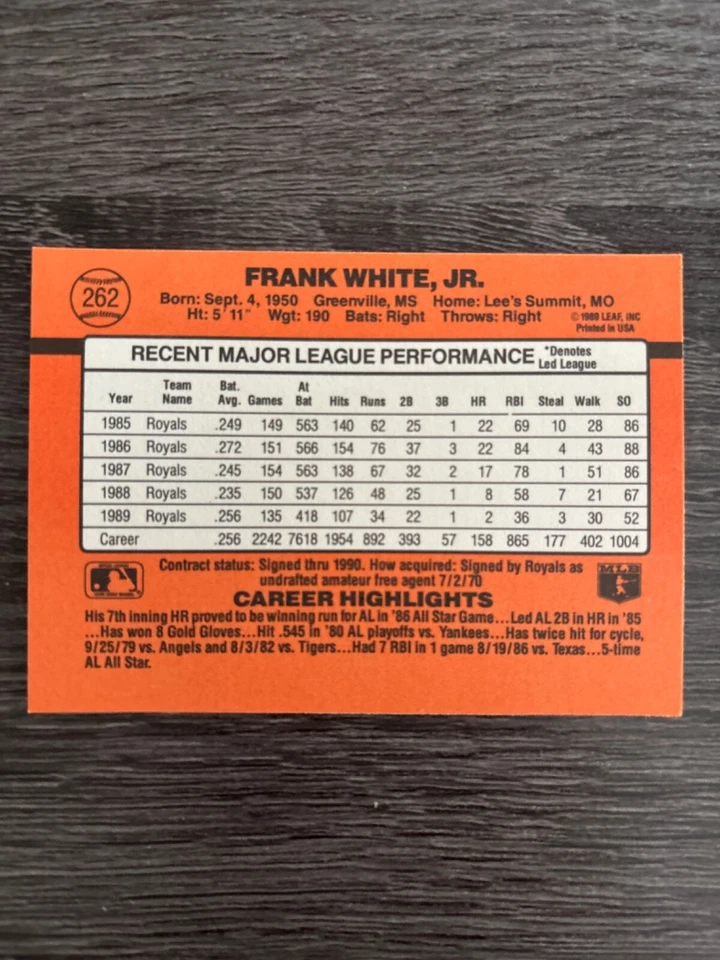 262
FRANK WHITE, JR.
Born: Sept. 4, 1950 Greenville, MS Home: Lee's Summit, MO
Ht: 5' 11" Wgt: 190 Bats: Right Throws: Right
©1989 LEAF, INC
Printed in USA
RECENT MAJOR LEAGUE PERFORMANCE *Denotes Led League
Year Team Name Bat. Avg. Games At Bat Hits Runs 2B 3B HR RBI Steal Walk SO
1985 Royals .249 149 563 140 62 25 1 22 69 10 28 86
1986 Royals .272 151 566 154 76 37 3 22 84 4 43 88
1987 Royals .245 154 563 138 67 32 2 17 78 1 51 86
1988 Royals .235 150 537 126 48 25 1 8 58 7 21 67
1989 Royals .256 135 418 107 34 22 1 2 36 3 30 52
Career .256 2242 7618 1954 892 393 57 158 865 177 402 1004
Contract status: Signed thru 1990. How acquired: Signed by Royals as
undrafted amateur free agent 7/2/70
MLB
CAREER HIGHLIGHTS
His 7th inning HR proved to be winning run for AL in '86 All Star Game...Led AL 2B in HR in '85
...Has won 8 Gold Gloves...Hit .545 in '80 AL playoffs vs. Yankees...Has twice hit for cycle,
9/25/79 vs. Angels and 8/3/82 vs. Tigers...Had 7 RBI in 1 game 8/19/86 vs. Texas...5-time
AL All Star.